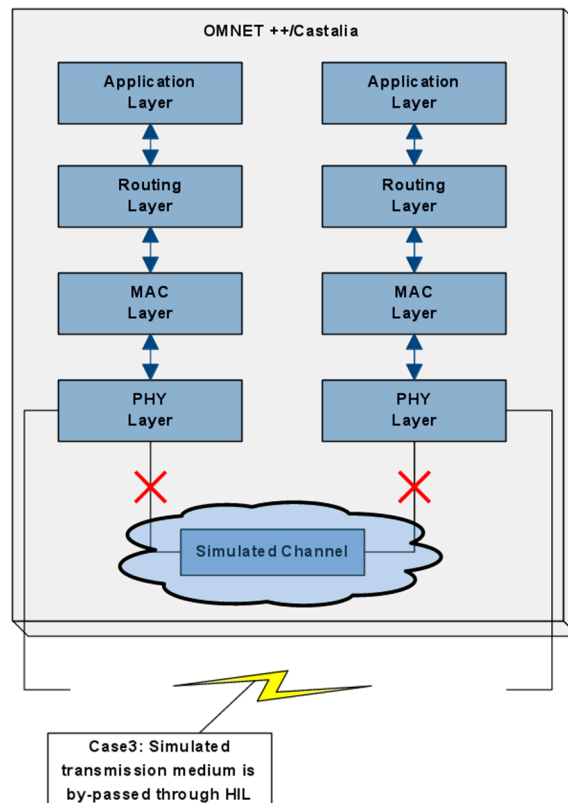 OMNET ++/Castalia
Application
Layer
Application
Layer
Routing
Layer
Routing
Layer
MAC
Layer
MAC
Layer
PHY
Layer
PHY
Layer
Simulated Channel
Case3: Simulated
transmission medium is
by-passed through HIL